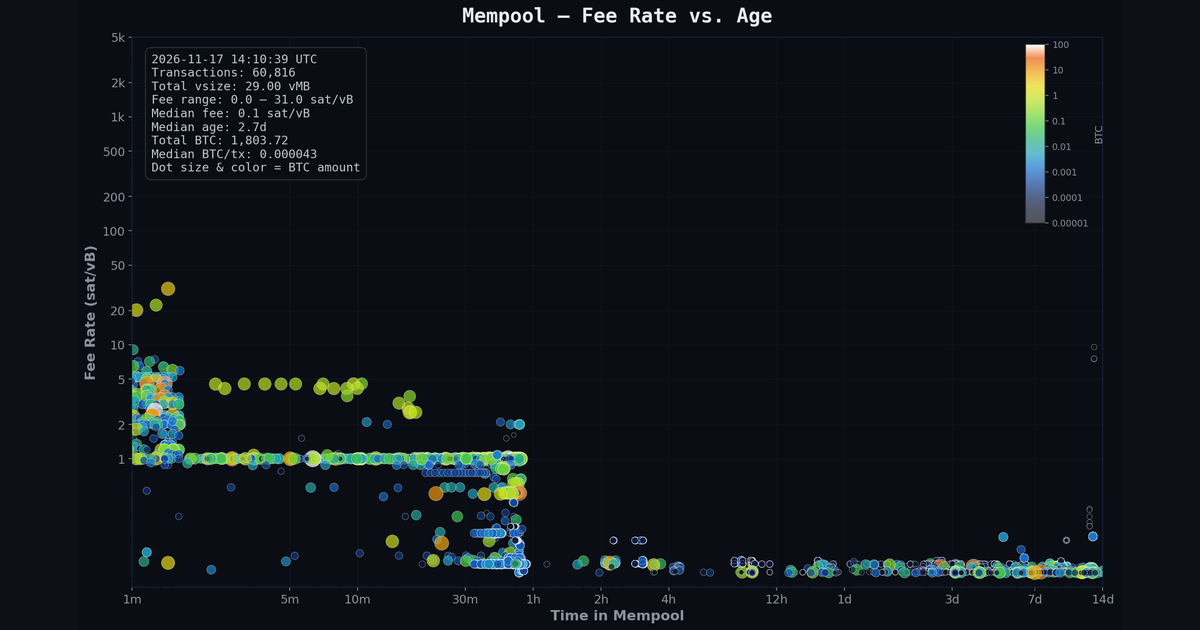 Mempool — Fee Rate vs. Age
2026-11-17 14:10:39 UTC
Transactions: 60,816
Total vsize: 29.00 vMB
Fee range: 0.0 — 31.0 sat/vB
Median fee: 0.1 sat/vB
Median age: 2.7d
Total BTC: 1,803.72
Median BTC/tx: 0.000043
Dot size & color = BTC amount
Fee Rate (sat/vB)
5k
2k
1k
500
200
100
50
20
10
5
2
1
100
10
1
0.1
0.01
0.001
0.0001
0.00001
BTC
1m
5m
10m
30m
1h
2h
4h
12h
1d
3d
7d
14d
Time in Mempool